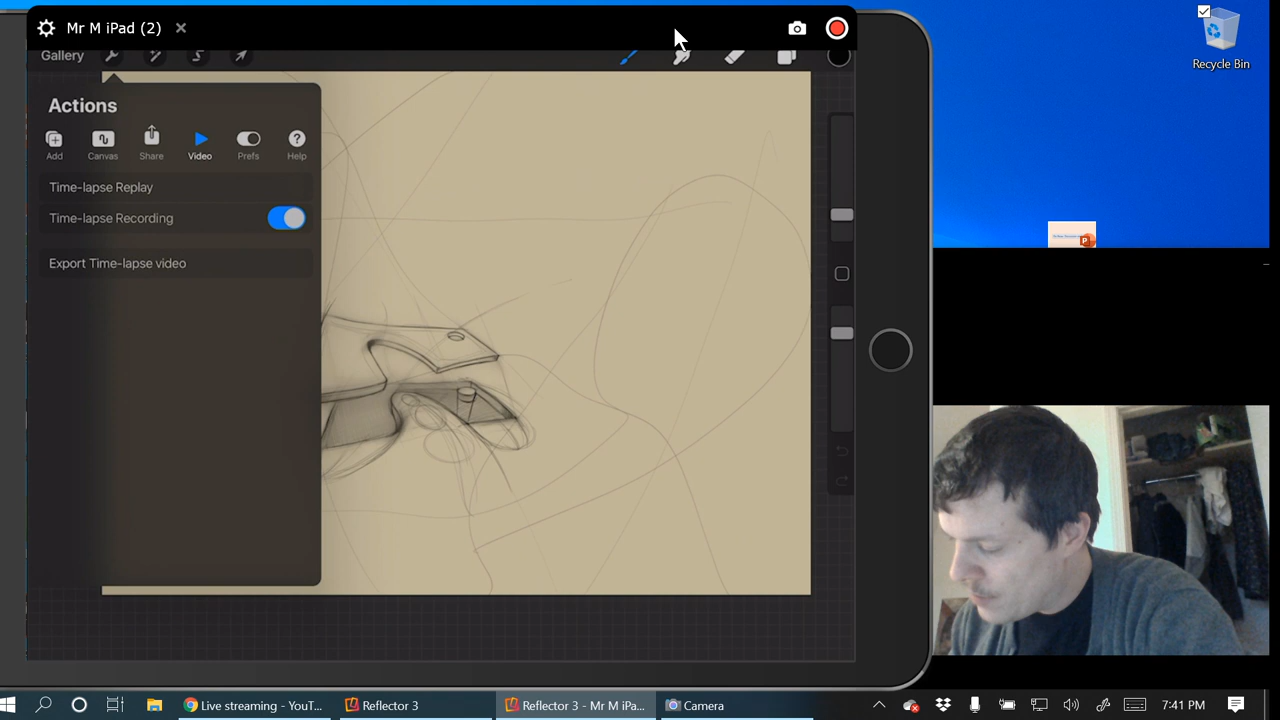 Mr M iPad (2)
Recycle Bin
Gallery
Actions
Add Canvas Share Video Prefs Help
Time-lapse Replay
Time-lapse Recording
Export Time-lapse video
Live streaming - YouT...
Reflector 3
Reflector 3 - Mr M iPa...
Camera
7:41 PM